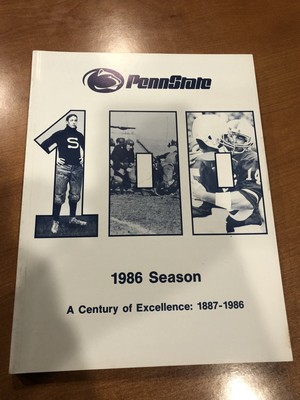 PennState
100
S
1986 Season
A Century of Excellence: 1887-1986